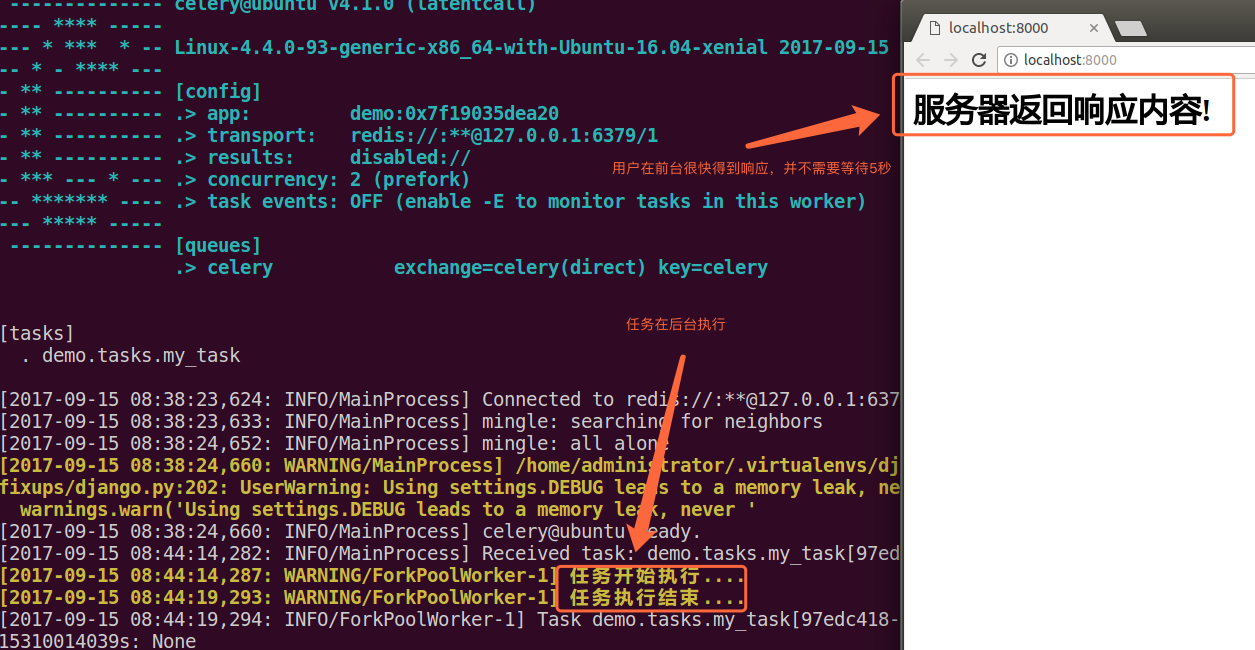 -------------- celery@ubuntu v4.1.0 (latentcall)
---- **** -----
--- * ***  * -- Linux-4.4.0-93-generic-x86_64-with-Ubuntu-16.04-xenial 2017-09-15
-- * - **** ---
- ** ---------- [config]
- ** ---------- .> app:         demo:0x7f19035dea20
- ** ---------- .> transport:   redis://:**@127.0.0.1:6379/1
- ** ---------- .> results:     disabled://
- *** --- * --- .> concurrency: 2 (prefork)
-- ******* ---- .> task events: OFF (enable -E to monitor tasks in this worker)
--- ***** -----
-------------- [queues]
.> celery           exchange=celery(direct) key=celery
[tasks]
. demo.tasks.my_task
[2017-09-15 08:38:23,624: INFO/MainProcess] Connected to redis://:**@127.0.0.1:637
[2017-09-15 08:38:23,633: INFO/MainProcess] mingle: searching for neighbors
[2017-09-15 08:38:24,652: INFO/MainProcess] mingle: all alone
[2017-09-15 08:38:24,660: WARNING/MainProcess] /home/administrator/.virtualenvs/dj
fixups/django.py:202: UserWarning: Using settings.DEBUG leads to a memory leak, ne
warnings.warn('Using settings.DEBUG leads to a memory leak, never '
[2017-09-15 08:38:24,660: INFO/MainProcess] celery@ubuntu ready.
[2017-09-15 08:44:14,282: INFO/MainProcess] Received task: demo.tasks.my_task[97ed
[2017-09-15 08:44:14,287: WARNING/ForkPoolWorker-1] 任务开始执行....
[2017-09-15 08:44:19,293: WARNING/ForkPoolWorker-1] 任务执行结束....
[2017-09-15 08:44:19,294: INFO/ForkPoolWorker-1] Task demo.tasks.my_task[97edc418-
15310014039s: None
用户在前台很快得到响应，并不需要等待5秒
任务在后台执行
localhost:8000
localhost:8000
服务器返回响应内容!